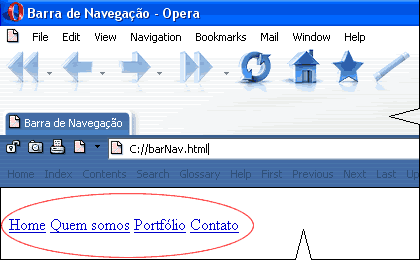 Barra de Navegação - Opera
File Edit View Navigation Bookmarks Mail Window Help
Barra de Navegação
C://barNav.html
Home Index Contents Search Glossary Help First Previous Next Last Up
Home Quem somos Portfólio Contato